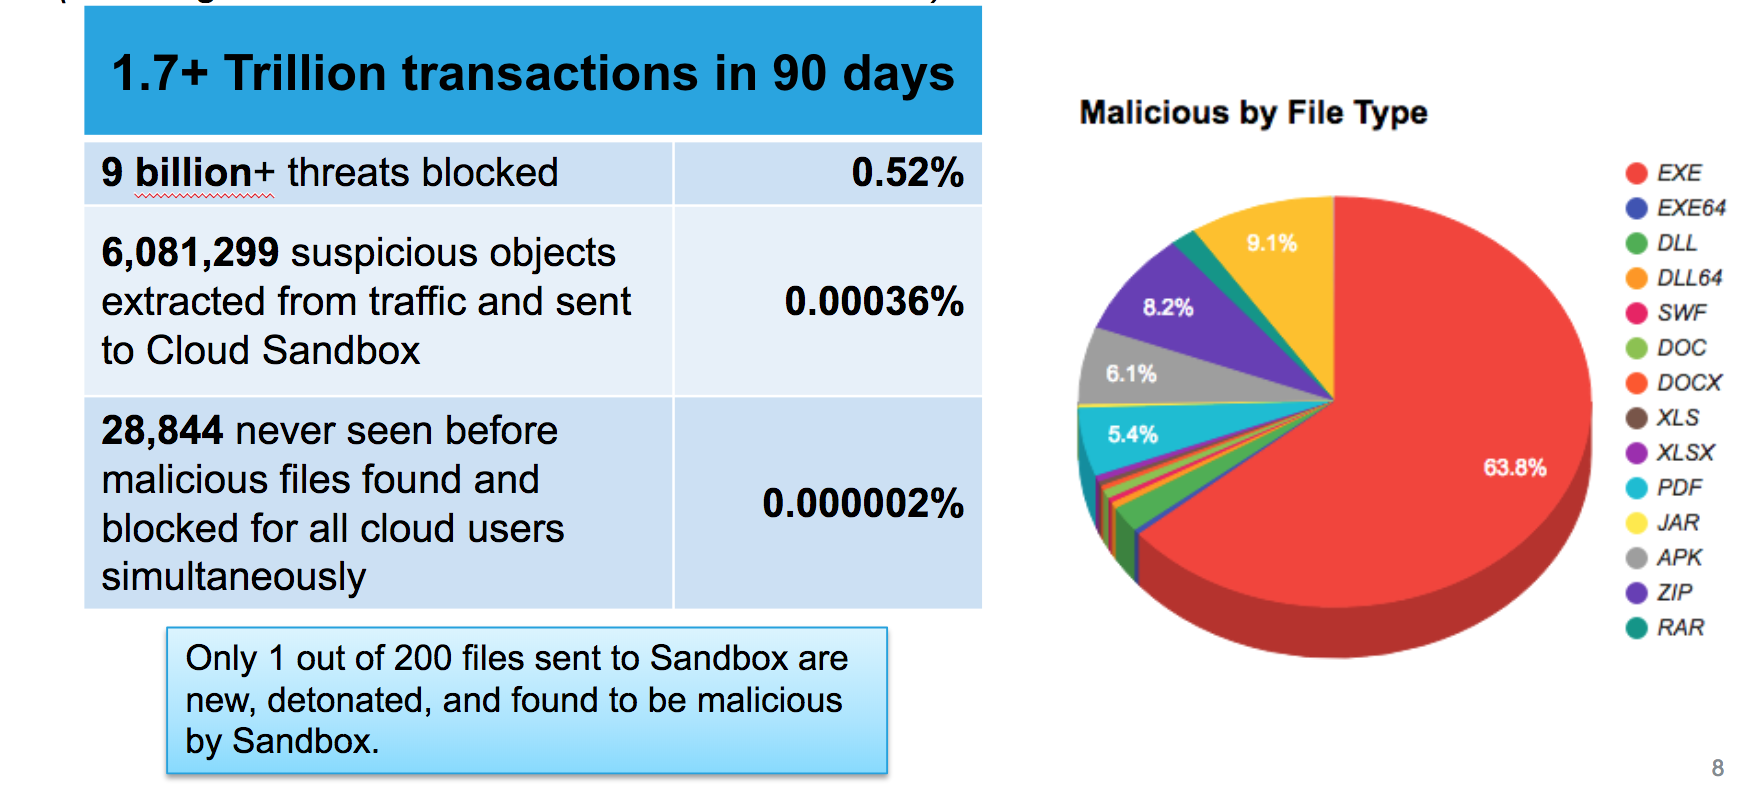 1.7+ Trillion transactions in 90 days
9 billion+ threats blocked
0.52%
6,081,299 suspicious objects
extracted from traffic and sent
to Cloud Sandbox
0.00036%
28,844 never seen before
malicious files found and
blocked for all cloud users
simultaneously
0.000002%
Only 1 out of 200 files sent to Sandbox are
new, detonated, and found to be malicious
by Sandbox.
Malicious by File Type
9.1%
8.2%
6.1%
5.4%
63.8%
EXE
EXE64
DLL
DLL64
SWF
DOC
DOCX
XLS
XLSX
PDF
JAR
APK
ZIP
RAR
8